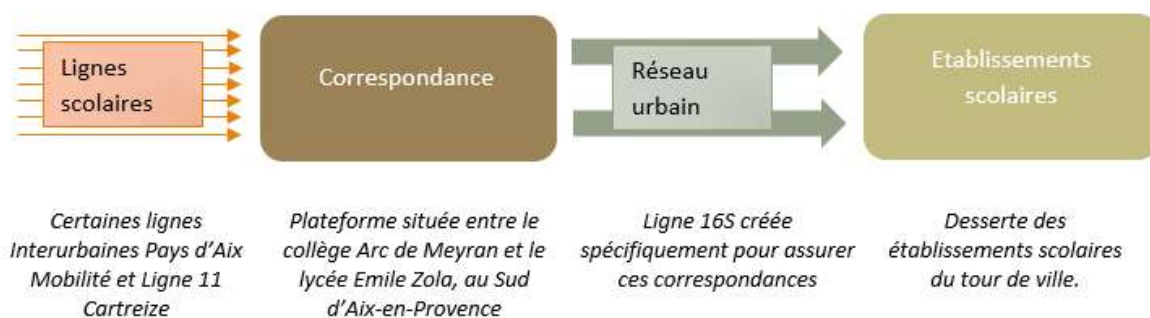 Lignes
scolaires
Correspondance
Réseau
urbain
Etablissements
scolaires
Certaines lignes
Interurbaines Pays d'Aix
Mobilité et Ligne 11
Cartreize
Plateforme située entre le
collège Arc de Meyran et le
lycée Emile Zola, au Sud
d'Aix-en-Provence
Ligne 16S créée
spécifiquement pour assurer
ces correspondances
Desserte des
établissements scolaires
du tour de ville.